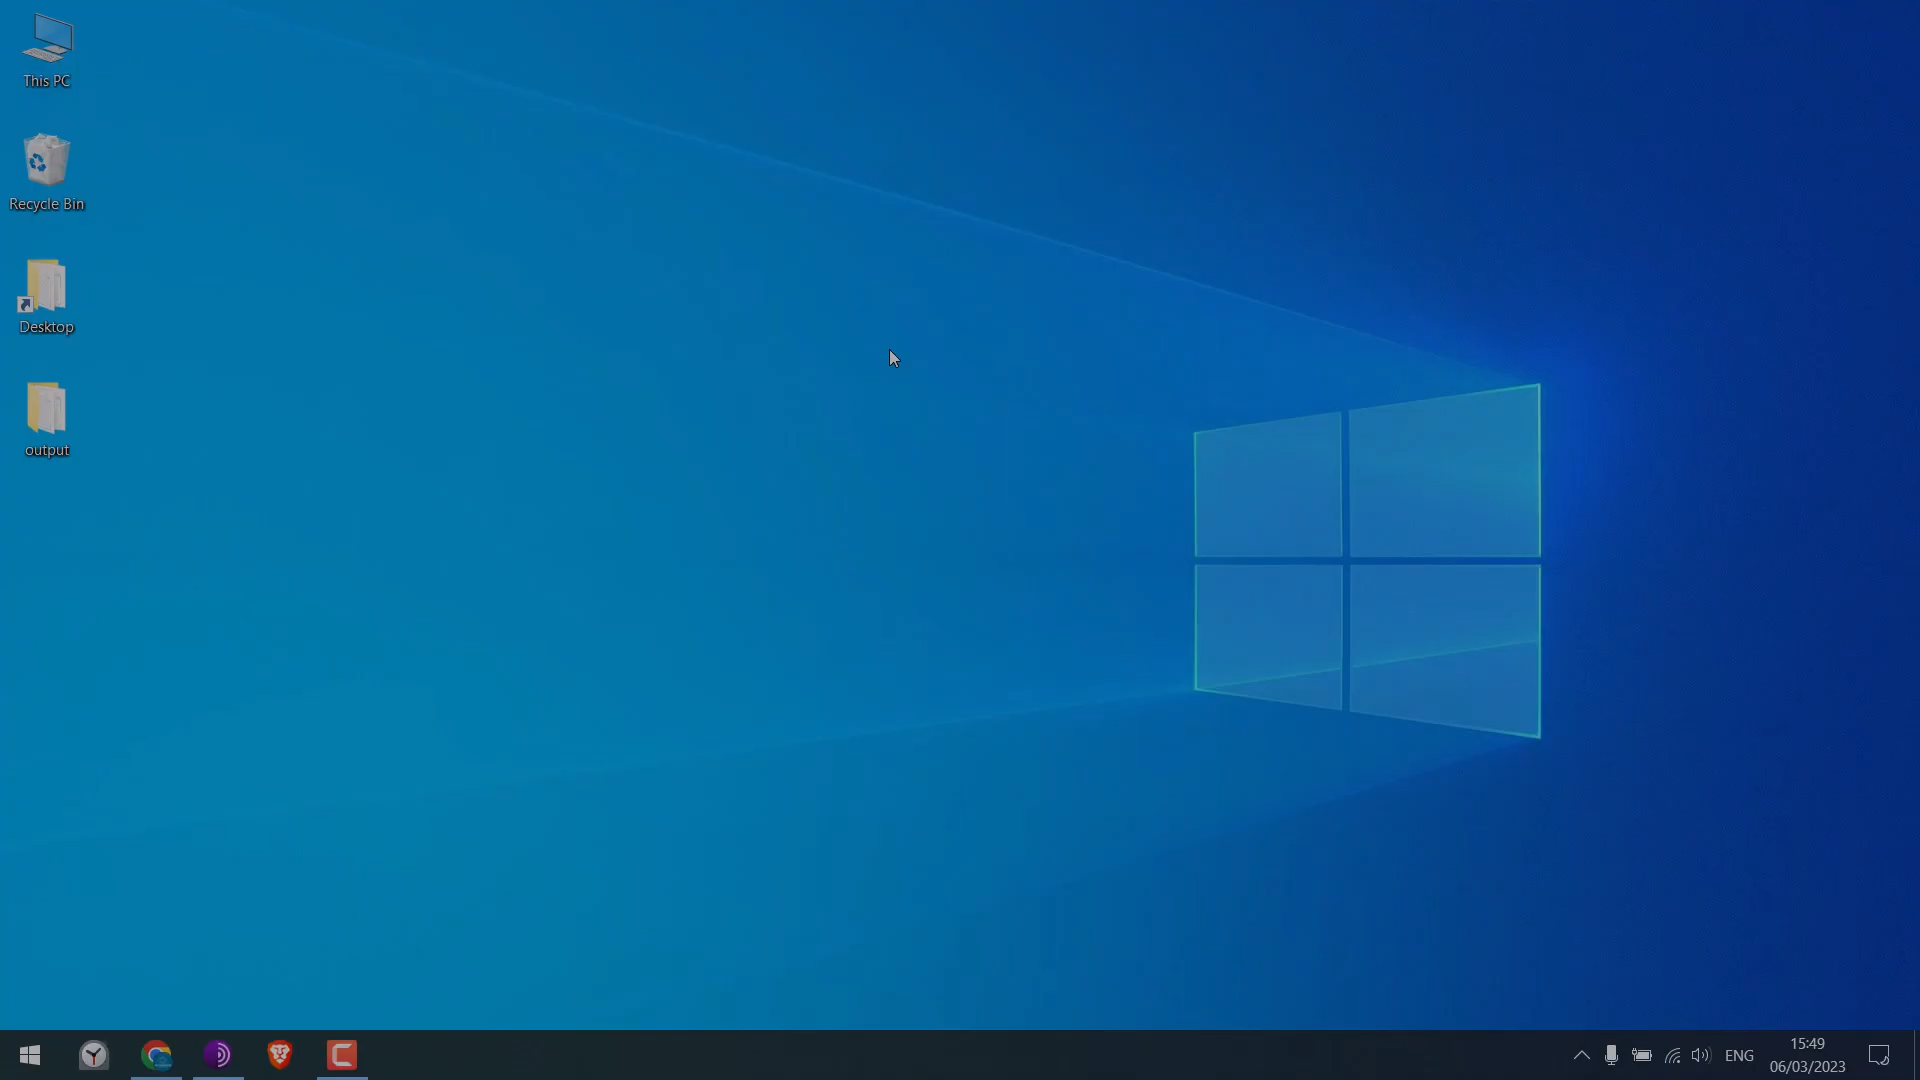 This PC
Recycle Bin
Desktop
output
ENG
15:49
06/03/2023